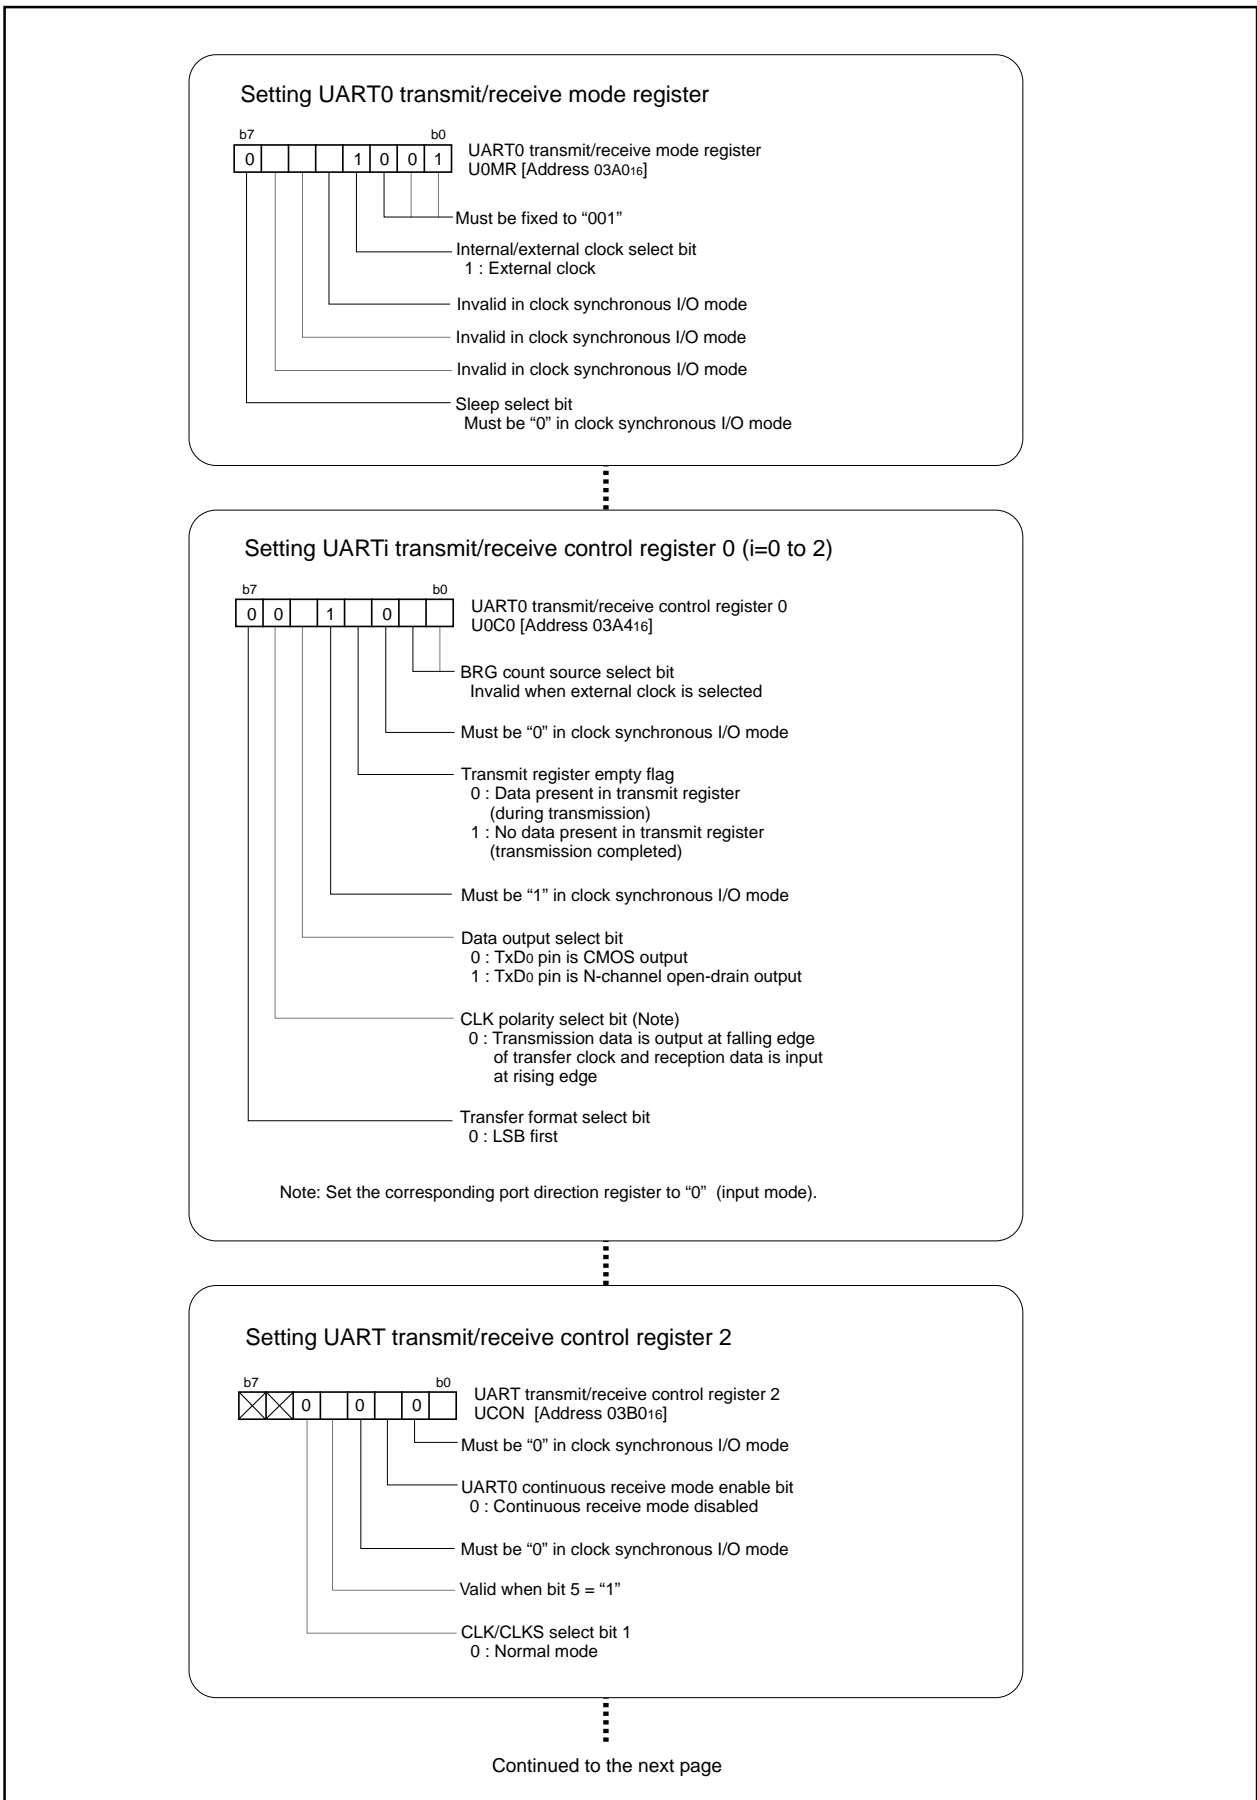 Setting UART0 transmit/receive mode register
b7 b0
0 1 0 0 1
UART0 transmit/receive mode register
U0MR [Address 03A016]
Must be fixed to “001”
Internal/external clock select bit
1 : External clock
Invalid in clock synchronous I/O mode
Invalid in clock synchronous I/O mode
Invalid in clock synchronous I/O mode
Sleep select bit
Must be “0” in clock synchronous I/O mode
Setting UARTi transmit/receive control register 0 (i=0 to 2)
b7 b0
0 0 1 0
UART0 transmit/receive control register 0
U0C0 [Address 03A416]
BRG count source select bit
Invalid when external clock is selected
Must be “0” in clock synchronous I/O mode
Transmit register empty flag
0 : Data present in transmit register
(during transmission)
1 : No data present in transmit register
(transmission completed)
Must be “1” in clock synchronous I/O mode
Data output select bit
0 : TxD0 pin is CMOS output
1 : TxD0 pin is N-channel open-drain output
CLK polarity select bit (Note)
0 : Transmission data is output at falling edge
of transfer clock and reception data is input
at rising edge
Transfer format select bit
0 : LSB first
Note: Set the corresponding port direction register to “0” (input mode).
Setting UART transmit/receive control register 2
b7 b0
0 0 0
UART transmit/receive control register 2
UCON [Address 03B016]
Must be “0” in clock synchronous I/O mode
UART0 continuous receive mode enable bit
0 : Continuous receive mode disabled
Must be “0” in clock synchronous I/O mode
Valid when bit 5 = “1”
CLK/CLKS select bit 1
0 : Normal mode
Continued to the next page